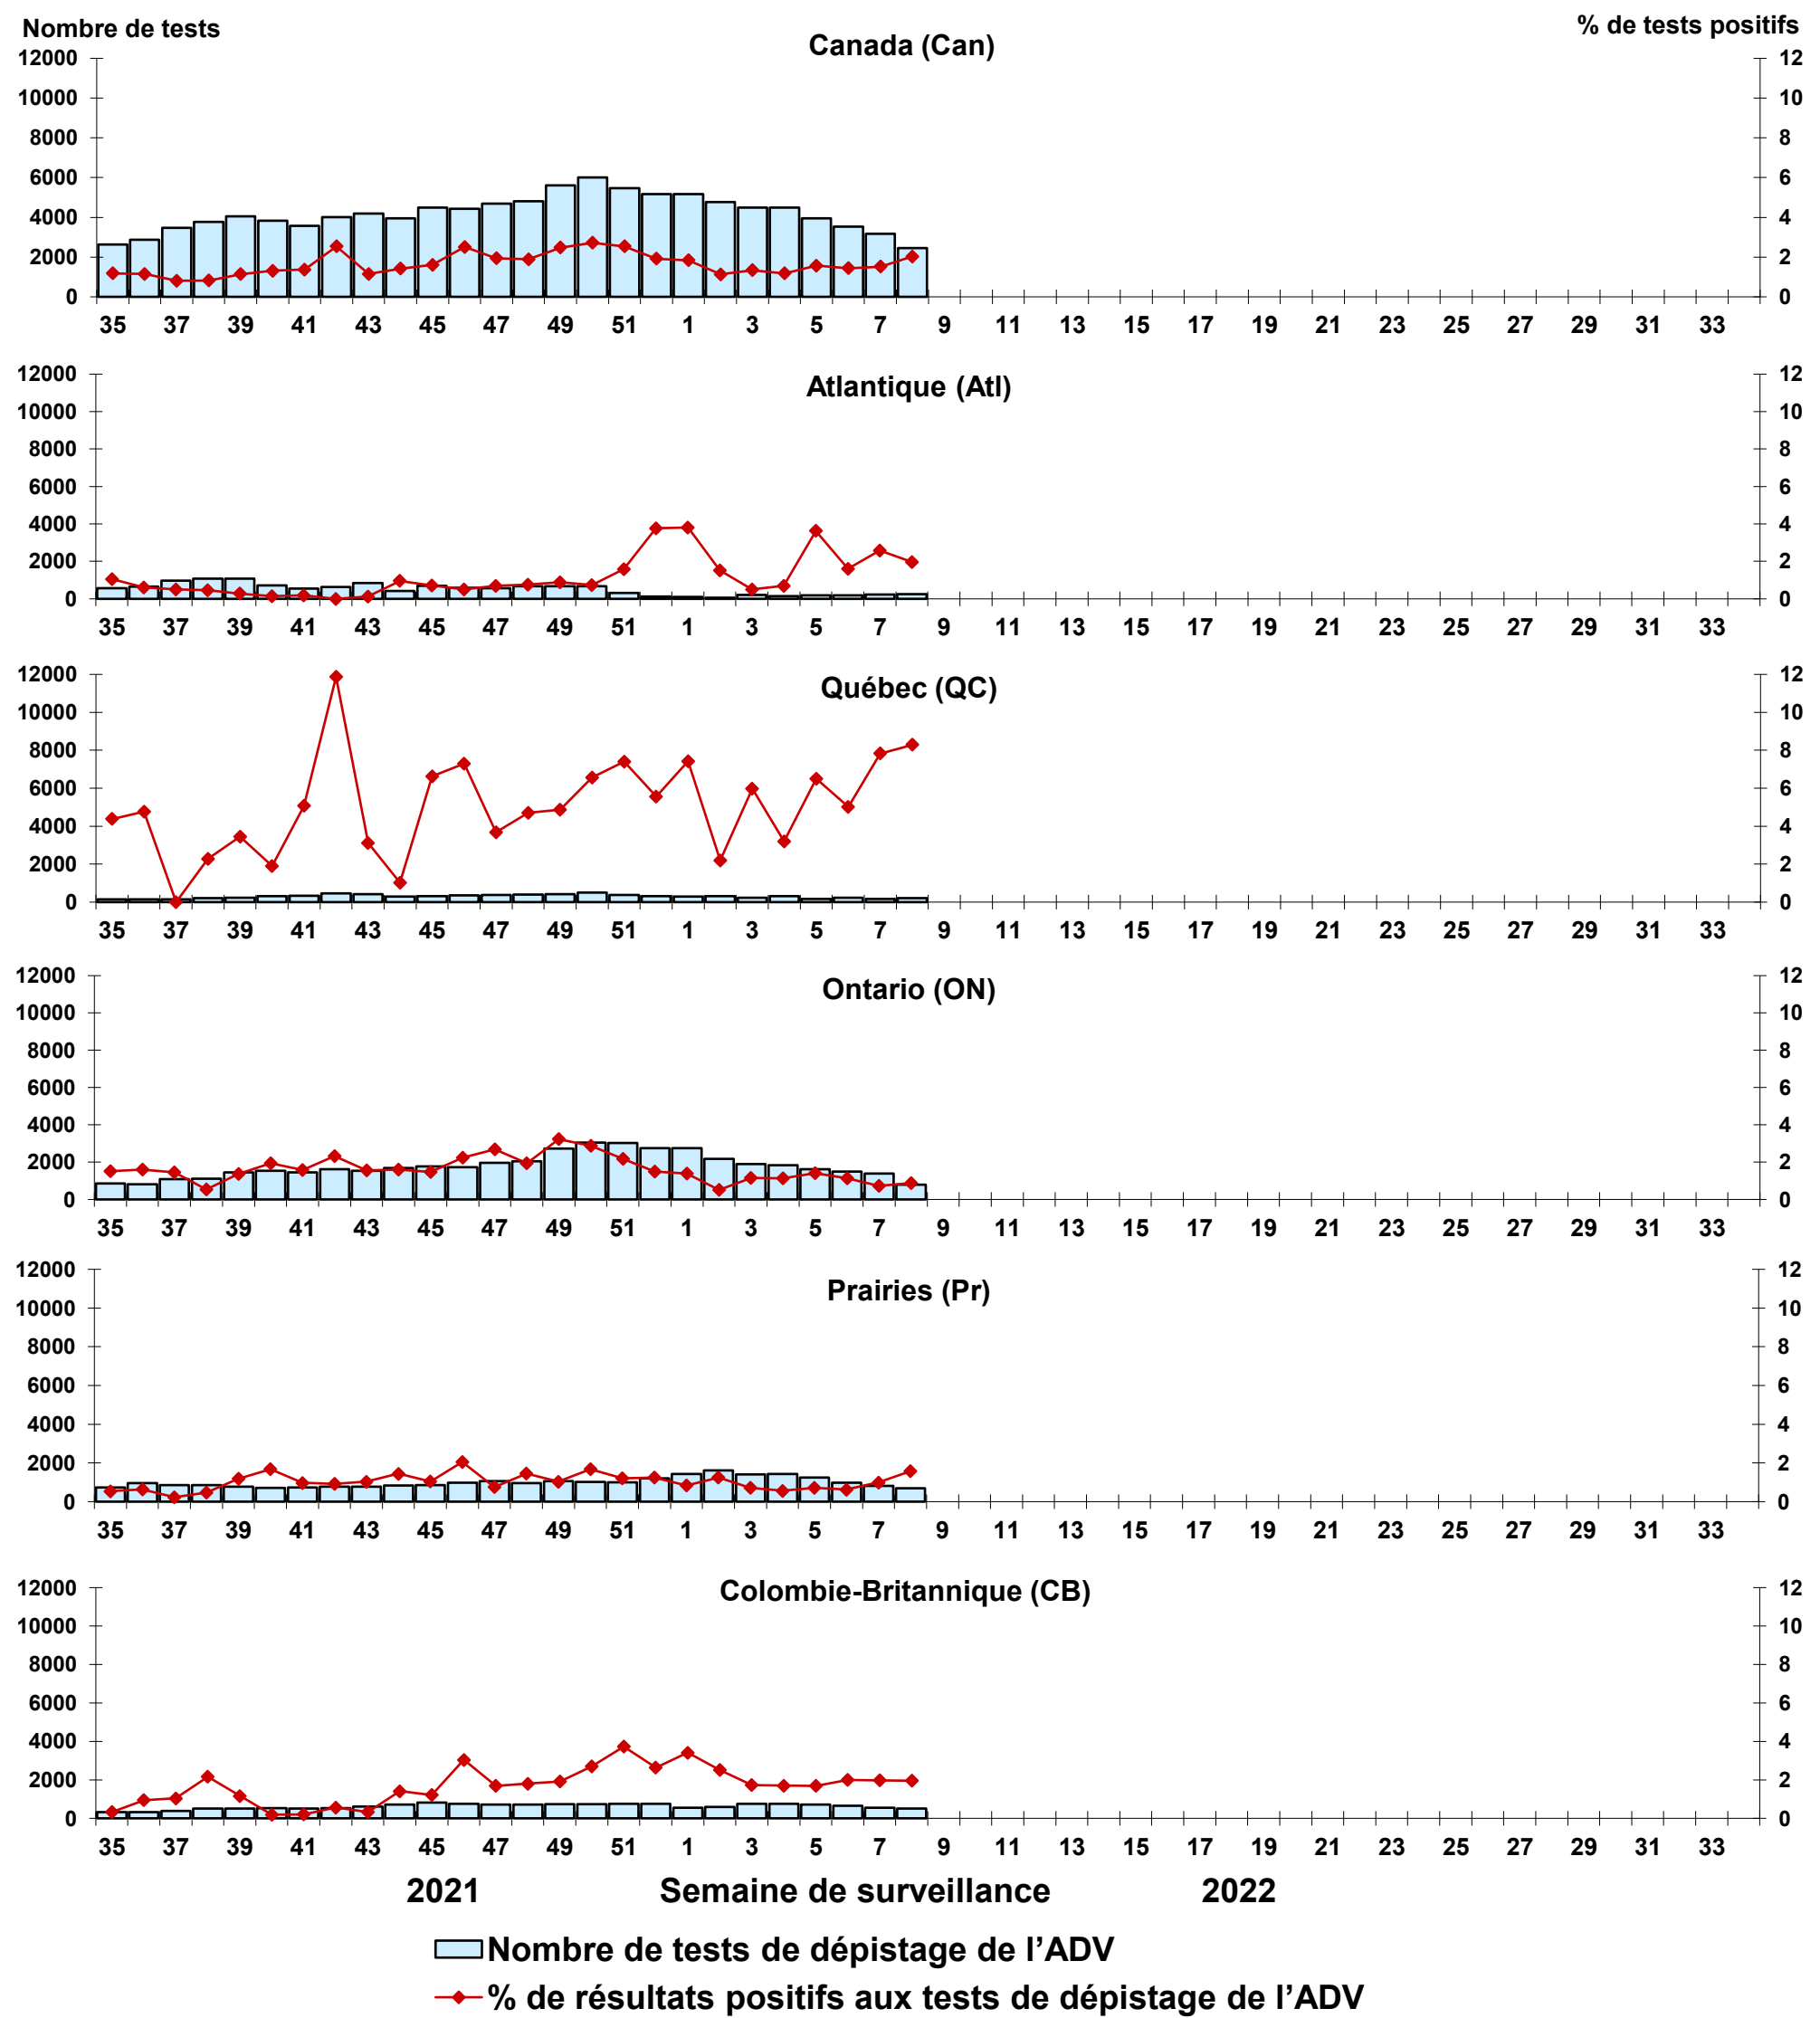 Nombre de tests
% de tests positifs
Canada (Can)
12000 12
10000 10
8000 8
6000 6
4000 4
2000 2
0 0
35 37 39 41 43 45 47 49 51 1 3 5 7 9 11 13 15 17 19 21 23 25 27 29 31 33
Atlantique (Atl)
12000 12
10000 10
8000 8
6000 6
4000 4
2000 2
0 0
35 37 39 41 43 45 47 49 51 1 3 5 7 9 11 13 15 17 19 21 23 25 27 29 31 33
Québec (QC)
12000 12
10000 10
8000 8
6000 6
4000 4
2000 2
0 0
35 37 39 41 43 45 47 49 51 1 3 5 7 9 11 13 15 17 19 21 23 25 27 29 31 33
Ontario (ON)
12000 12
10000 10
8000 8
6000 6
4000 4
2000 2
0 0
35 37 39 41 43 45 47 49 51 1 3 5 7 9 11 13 15 17 19 21 23 25 27 29 31 33
Prairies (Pr)
12000 12
10000 10
8000 8
6000 6
4000 4
2000 2
0 0
35 37 39 41 43 45 47 49 51 1 3 5 7 9 11 13 15 17 19 21 23 25 27 29 31 33
Colombie-Britannique (CB)
12000 12
10000 10
8000 8
6000 6
4000 4
2000 2
0 0
35 37 39 41 43 45 47 49 51 1 3 5 7 9 11 13 15 17 19 21 23 25 27 29 31 33
2021 Semaine de surveillance 2022
Nombre de tests de dépistage de l’ADV
% de résultats positifs aux tests de dépistage de l’ADV